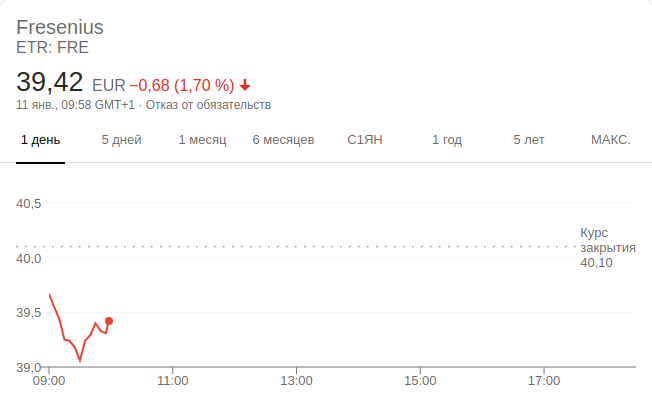 Fresenius
ETR: FRE
39,42 EUR −0,68 (1,70 %)
11 янв., 09:58 GMT+1 · Отказ от обязательств
1 день 5 дней 1 месяц 6 месяцев С1ЯН 1 год 5 лет МАКС.
40,5
Курс
закрытия
40,10
40,0
39,5
39,0
09:00 11:00 13:00 15:00 17:00